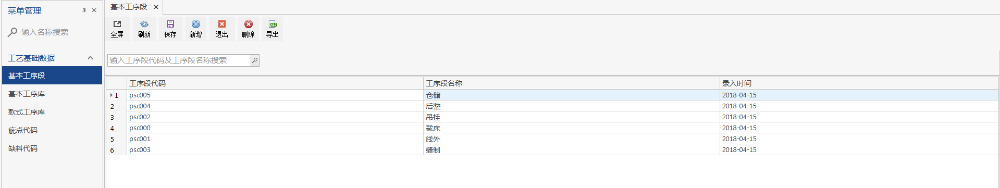 菜单管理
输入名称搜索
工艺基础数据
基本工序段
基本工序库
款式工序库
疵点代码
缺料代码
基本工序段
全屏 刷新 保存 新增 退出 删除 导出
输入工序段代码及工序段名称搜索
工序段代码 工序段名称 录入时间
1 psc005 仓储 2018-04-15
2 psc004 后整 2018-04-15
3 psc002 吊挂 2018-04-15
4 psc000 裁床 2018-04-15
5 psc001 线外 2018-04-15
6 psc003 缝制 2018-04-15